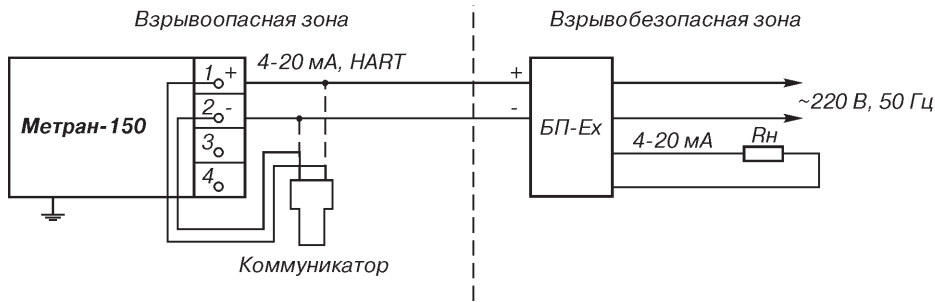 Взрывоопасная зона
Взрывобезопасная зона
1 +
4-20 мА, HART
+
2 -
-
~220 В, 50 Гц
Метран-150
БП-Ех
3
4-20 мА
Rн
4
Коммуникатор